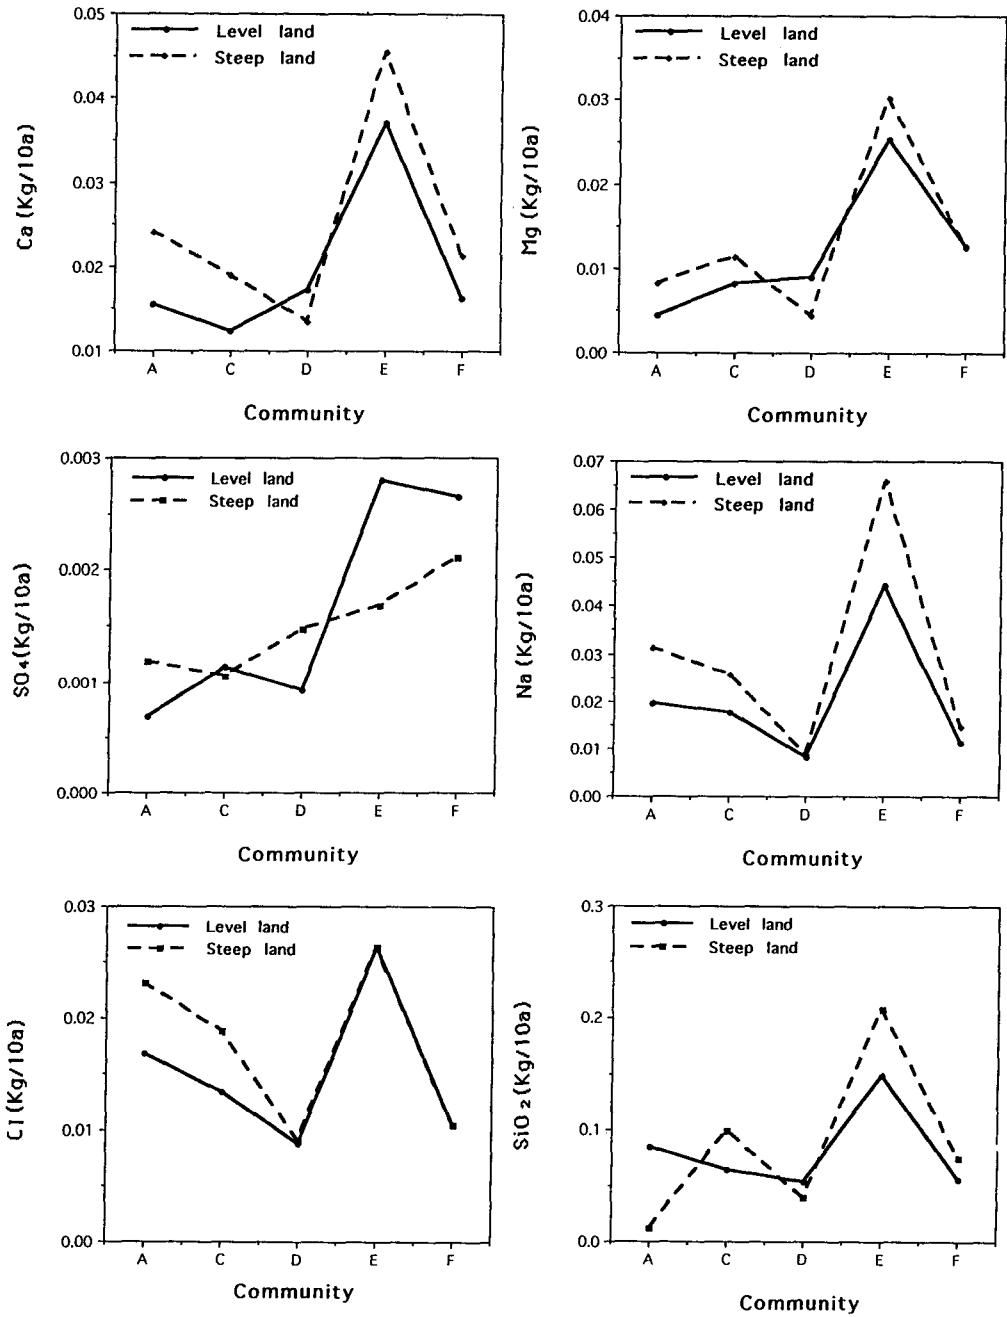 0.05
0.04
0.03
0.02
0.01
Ca (Kg/10a)
Level land
Steep land
A C D E F
Community
0.04
0.03
0.02
0.01
0.00
Mg (Kg/10a)
Level land
Steep land
A C D E F
Community
0.003
0.002
0.001
0.000
SO₄(Kg/10a)
Level land
Steep land
A C D E F
Community
0.07
0.06
0.05
0.04
0.03
0.02
0.01
0.00
Na (Kg/10a)
Level land
Steep land
A C D E F
Community
0.03
0.02
0.01
0.00
Cl (Kg/10a)
Level land
Steep land
A C D E F
Community
0.3
0.2
0.1
0.0
SiO₂(Kg/10a)
Level land
Steep land
A C D E F
Community